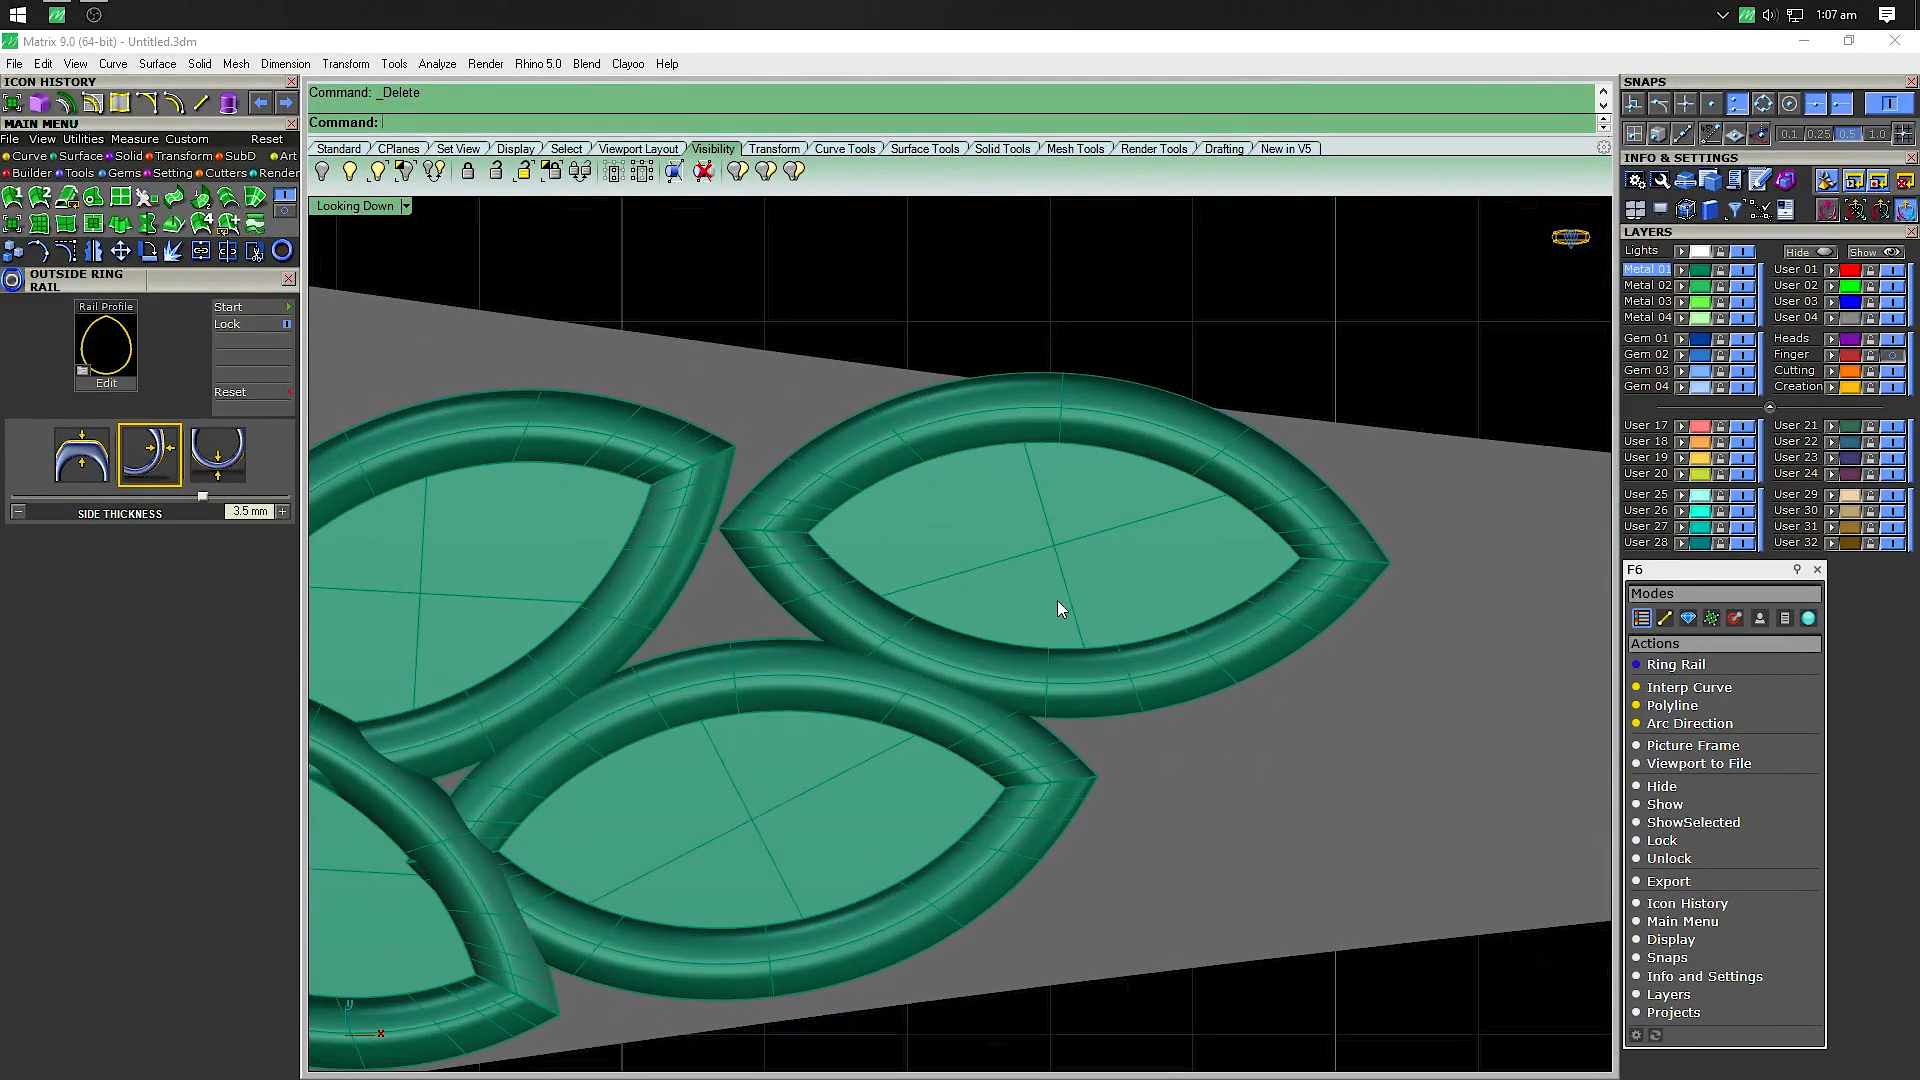 1:07 am
Matrix 9.0 (64-bit) - Untitled.3dm
File Edit View Curve Surface Solid Mesh Dimension Transform Tools Analyze Render Rhino 5.0 Blend Clayoo Help
ICON HISTORY
MAIN MENU
File View Utilities Measure Custom Reset
Curve Surface Solid Transform SubD Art
Builder Tools Gems Setting Cutters Render
OUTSIDE RING
RAIL
Rail Profile
Edit
Start
Lock
Reset
SIDE THICKNESS 3.5 mm
Command: _Delete
Command:
Standard CPlanes Set View Display Select Viewport Layout Visibility Transform Curve Tools Surface Tools Solid Tools Mesh Tools Render Tools Drafting New in V5
Looking Down
y
x
SNAPS
0.1 0.25 0.5 1.0
INFO & SETTINGS
LAYERS
Lights Hide Show
Metal 01 User 01
Metal 02 User 02
Metal 03 User 03
Metal 04 User 04
Gem 01 Heads
Gem 02 Finger
Gem 03 Cutting
Gem 04 Creation
User 17 User 21
User 18 User 22
User 19 User 23
User 20 User 24
User 25 User 29
User 26 User 30
User 27 User 31
User 28 User 32
F6
Modes
Actions
Ring Rail
Interp Curve
Polyline
Arc Direction
Picture Frame
Viewport to File
Hide
Show
ShowSelected
Lock
Unlock
Export
Icon History
Main Menu
Display
Snaps
Info and Settings
Layers
Projects